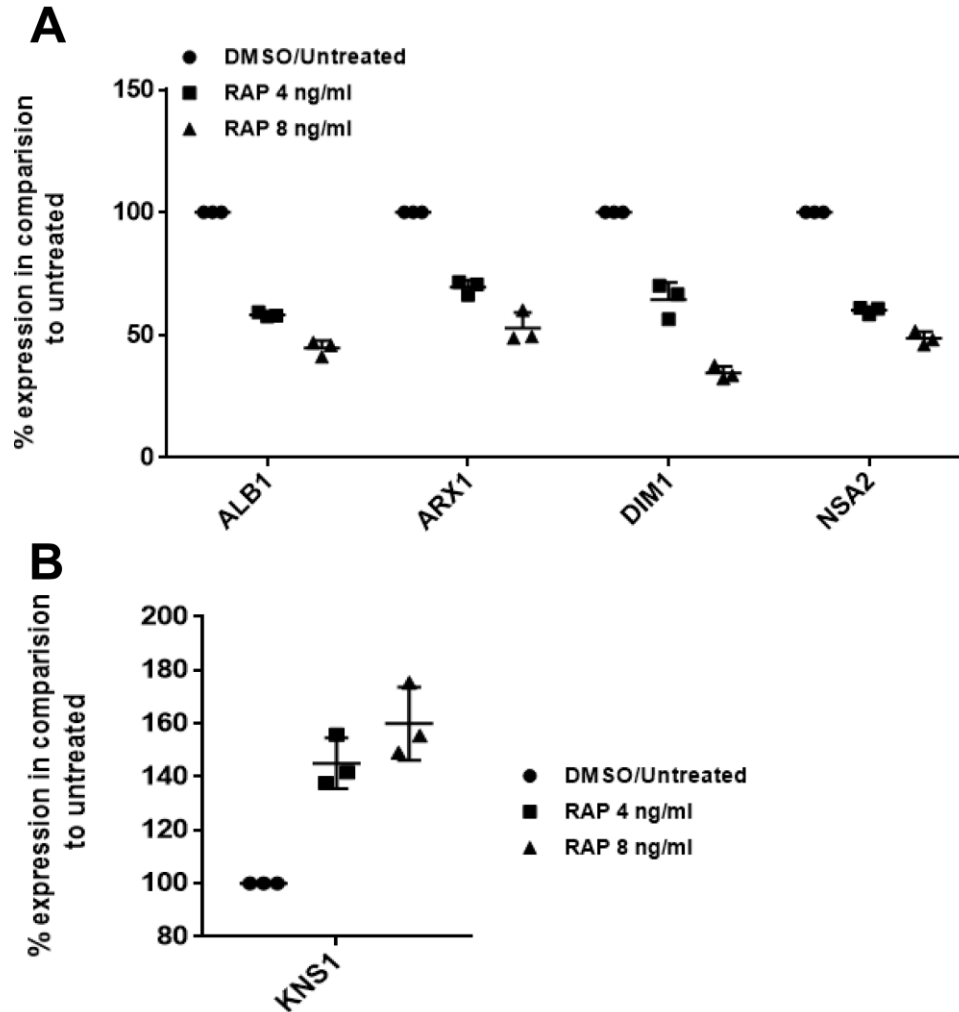 A
DMSO/Untreated
RAP 4 ng/ml
RAP 8 ng/ml
% expression in comparision
to untreated
150
100
50
0
ALB1
ARX1
DIM1
NSA2
B
% expression in comparision
to untreated
200
180
160
140
120
100
80
KNS1
DMSO/Untreated
RAP 4 ng/ml
RAP 8 ng/ml